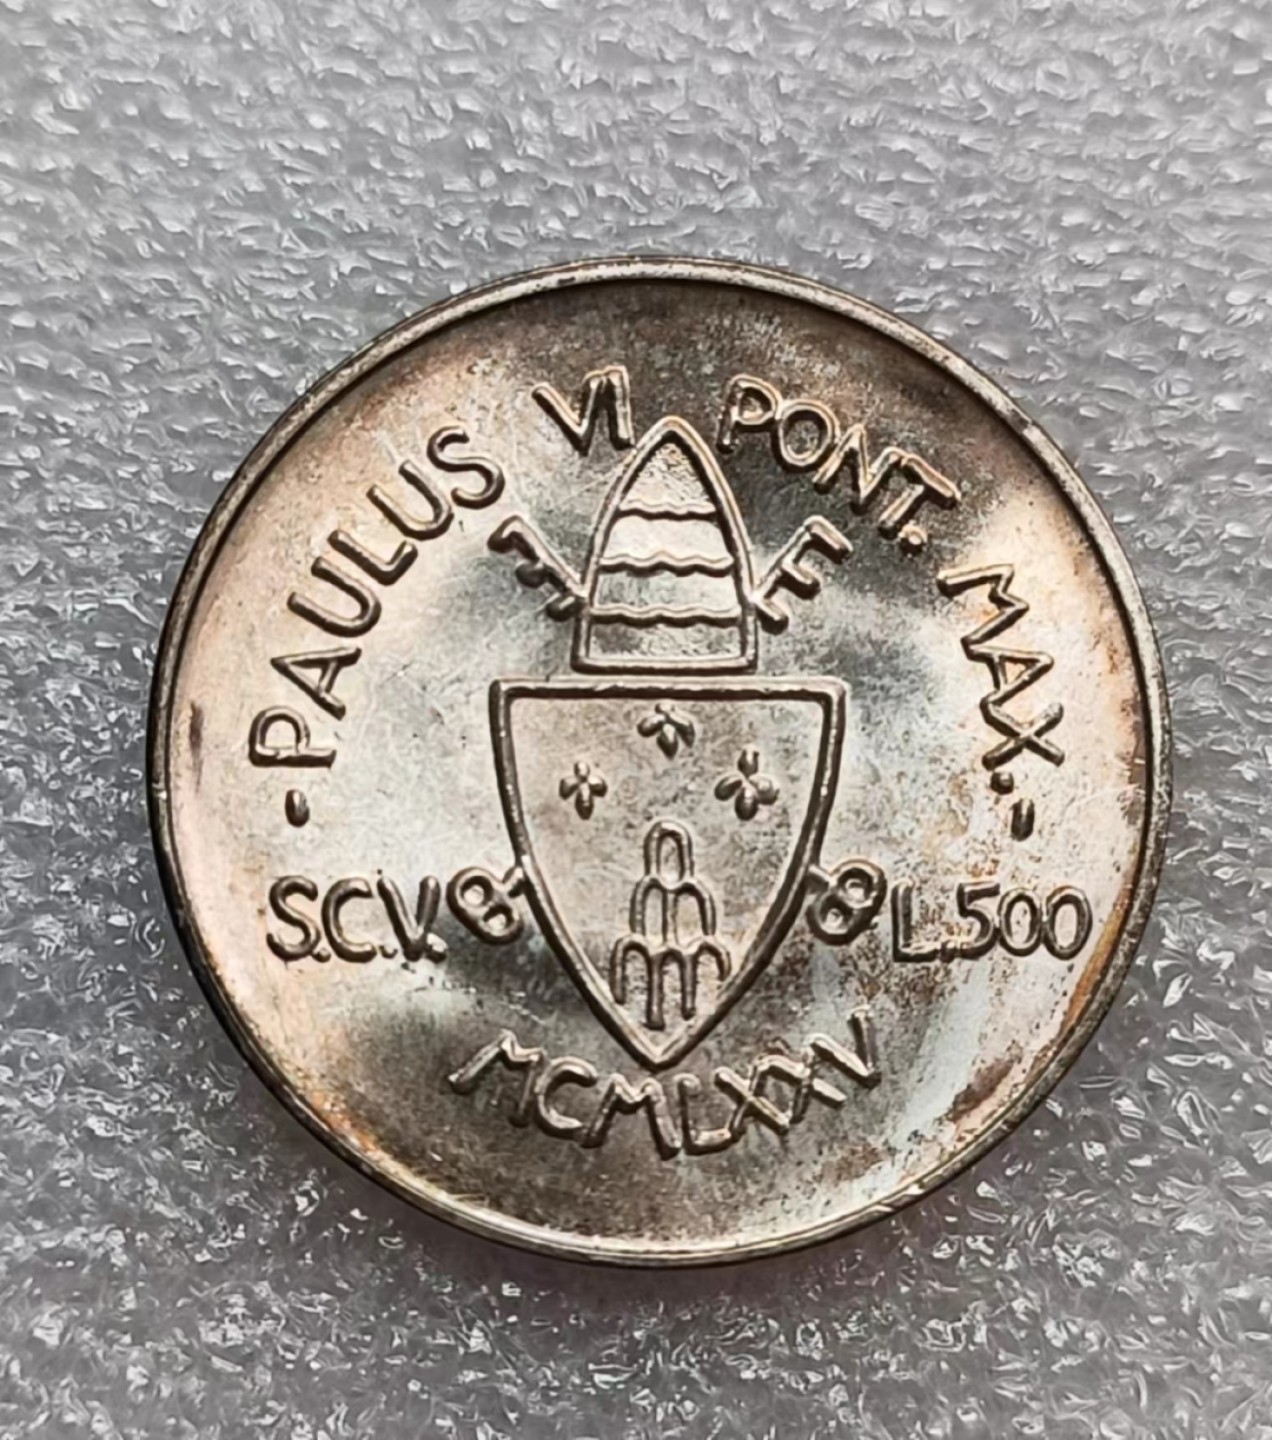 - PAULUS VI PONT. MAX. -
S.C.V. L.500
MCMLXXV